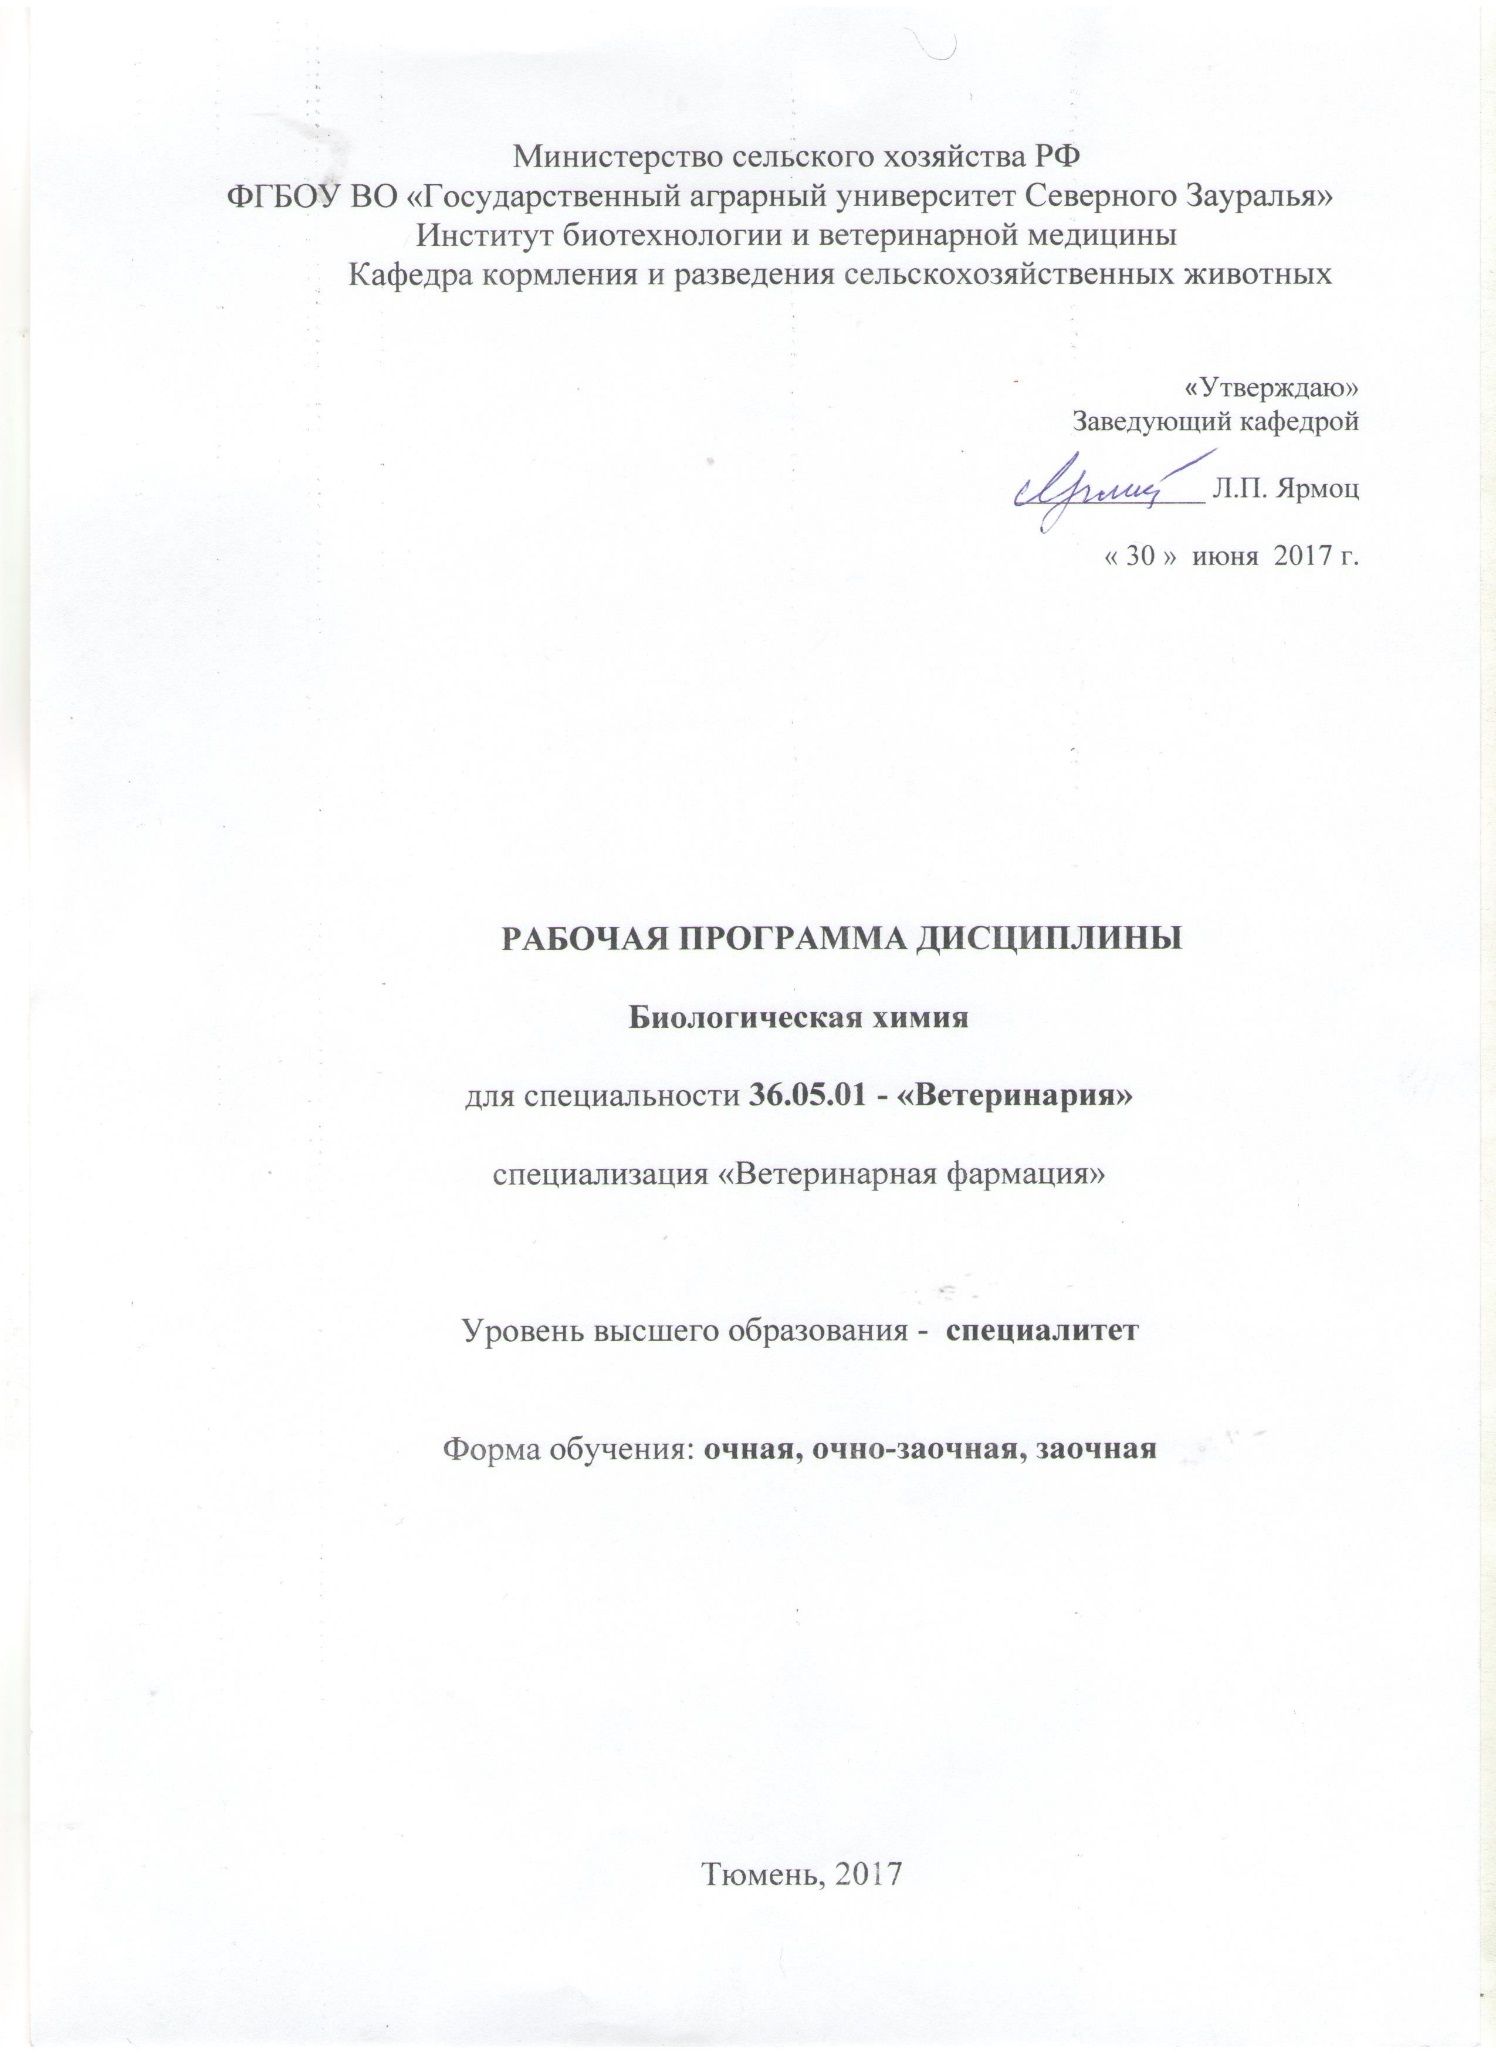 Министерство сельского хозяйства РФ
ФГБОУ ВО «Государственный аграрный университет Северного Зауралья»
Институт биотехнологии и ветеринарной медицины
Кафедра кормления и разведения сельскохозяйственных животных
«Утверждаю»
Заведующий кафедрой
Л.П. Ярмоц
« 30 » июня 2017 г.
РАБОЧАЯ ПРОГРАММА ДИСЦИПЛИНЫ
Биологическая химия
для специальности 36.05.01 - «Ветеринария»
специализация «Ветеринарная фармация»
Уровень высшего образования - специалитет
Форма обучения: очная, очно-заочная, заочная
Тюмень, 2017